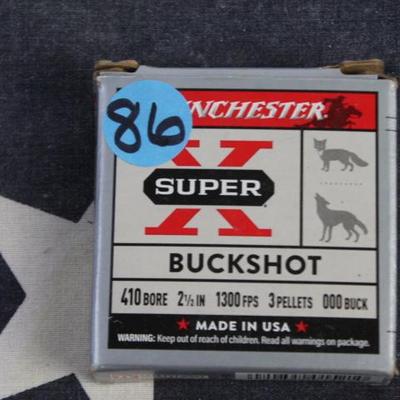 86
WINCHESTER
X
SUPER
BUCKSHOT
410 BORE 2½ IN 1300 FPS 3 PELLETS 000 BUCK
★ MADE IN USA ★
WARNING: Keep out of reach of children. Read all warnings on package.